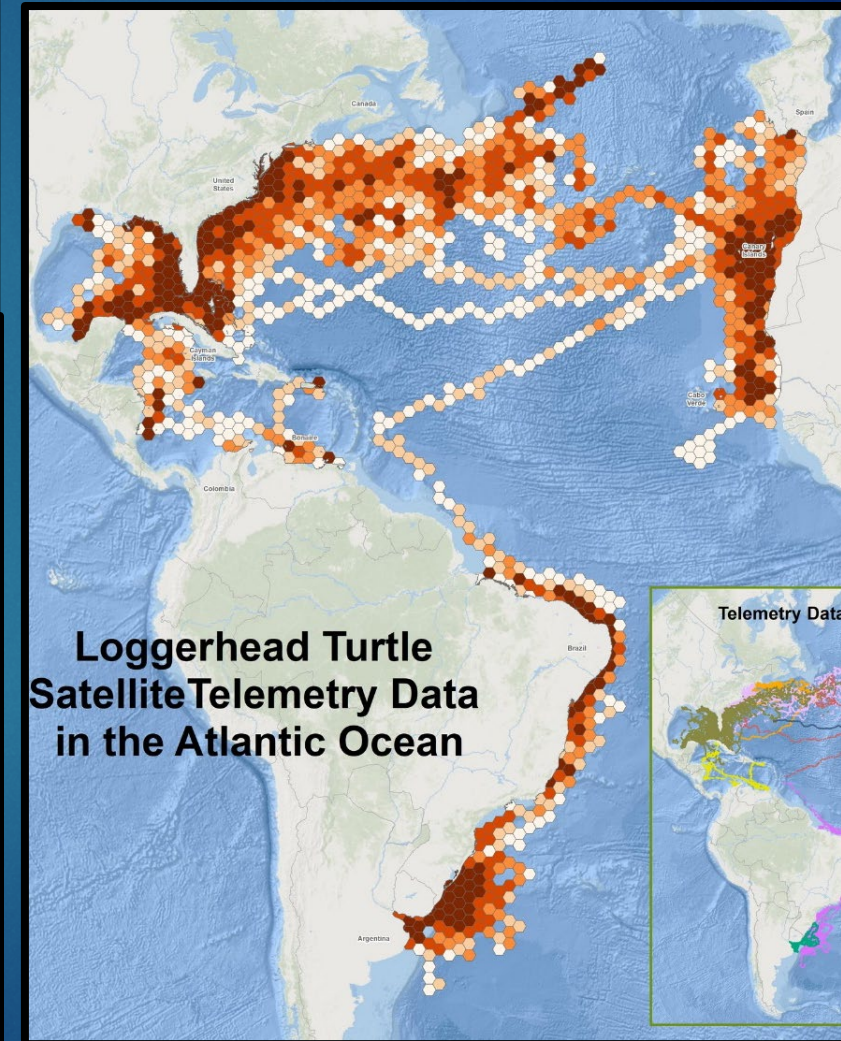 Canada
Spain
United
States
Canary
Islands
Cayman
Islands
Cabo
Verde
Bonaire
Colombia
Telemetry Data
Loggerhead Turtle
SatelliteTelemetry Data
in the Atlantic Ocean
Brazil
Argentina